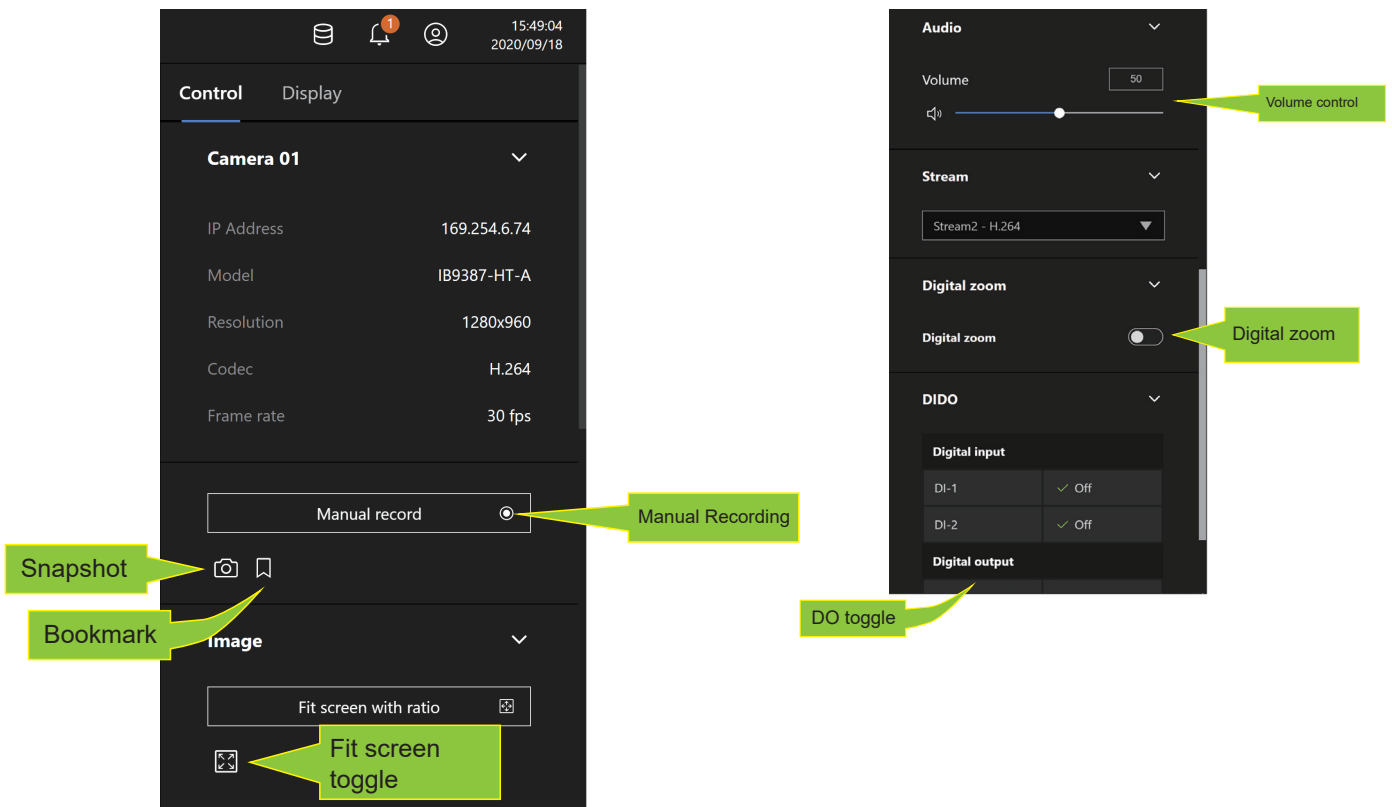 1
15:49:04
2020/09/18
Control Display
Camera 01
IP Address 169.254.6.74
Model IB9387-HT-A
Resolution 1280x960
Codec H.264
Frame rate 30 fps
Manual record
Manual Recording
Snapshot
Bookmark
Image
Fit screen with ratio
Fit screen
toggle
Audio
Volume 50
Volume control
Stream
Stream2 - H.264
Digital zoom
Digital zoom
Digital zoom
DIDO
Digital input
DI-1 Off
DI-2 Off
Digital output
DO toggle